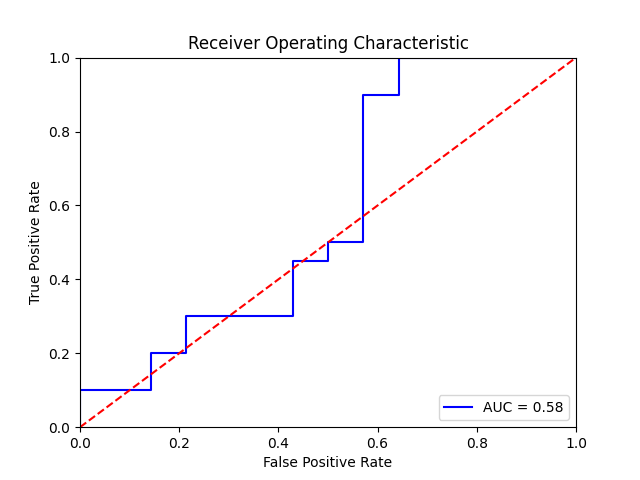 Receiver Operating Characteristic
1.0
0.8
0.6
0.4
0.2
0.0
True Positive Rate
AUC = 0.58
0.0 0.2 0.4 0.6 0.8 1.0
False Positive Rate